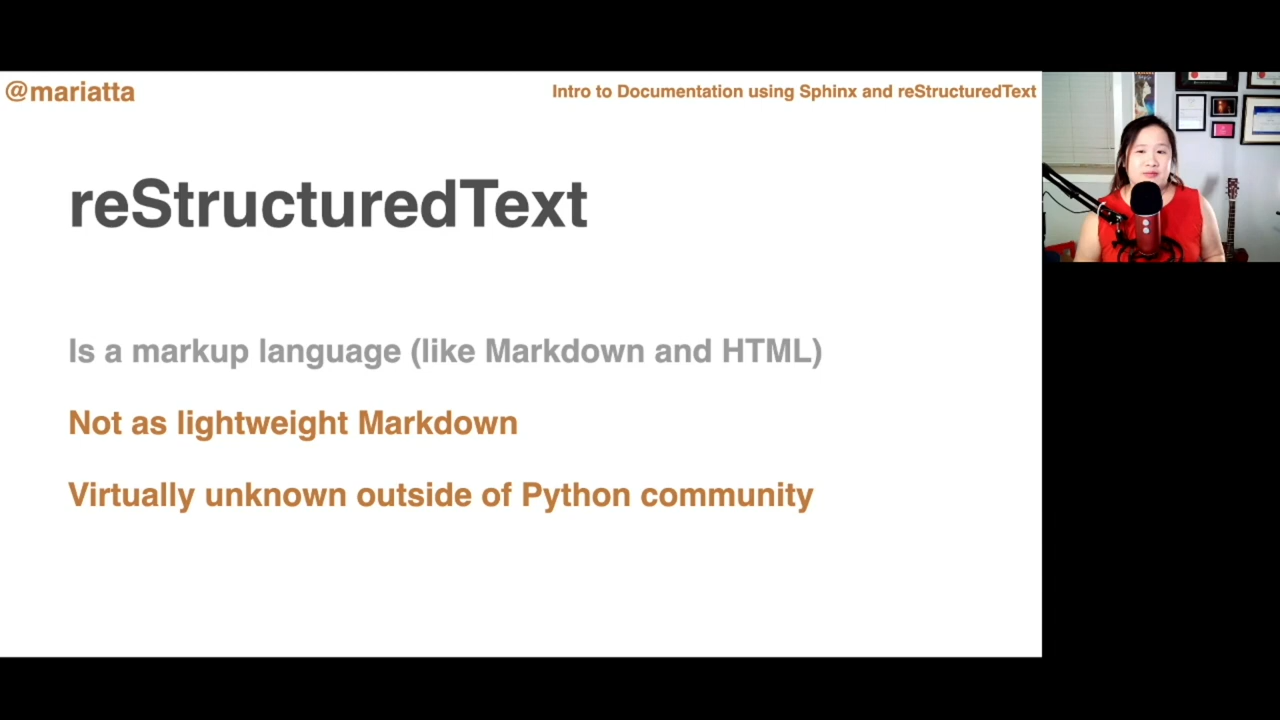 @mariatta
Intro to Documentation using Sphinx and reStructuredText
reStructuredText
Is a markup language (like Markdown and HTML)
Not as lightweight Markdown
Virtually unknown outside of Python community